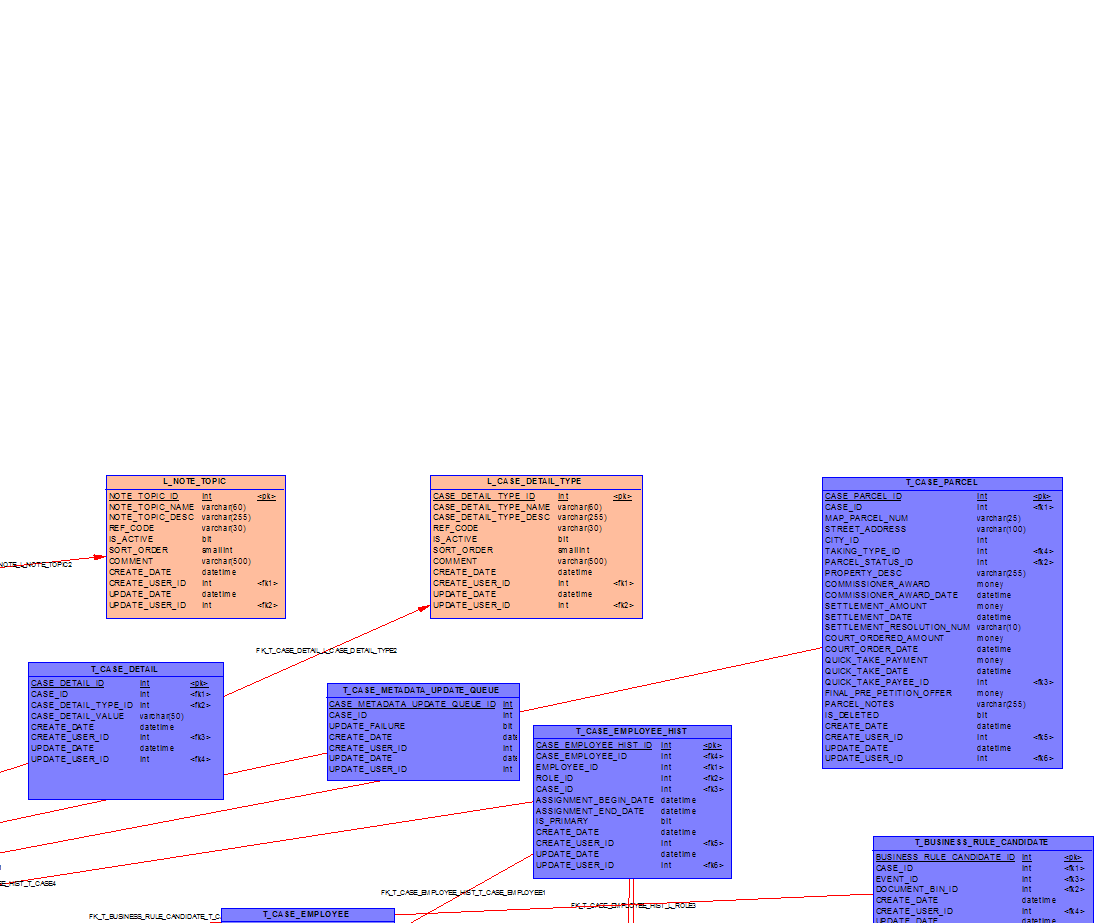 L_NOTE_TOPIC
NOTE_TOPIC_ID int <pk>
NOTE_TOPIC_NAME varchar(60)
NOTE_TOPIC_DESC varchar(255)
REF_CODE varchar(30)
IS_ACTIVE bit
SORT_ORDER smallint
COMMENT varchar(500)
CREATE_DATE datetime
CREATE_USER_ID int <fk1>
UPDATE_DATE datetime
UPDATE_USER_ID int <fk2>
L_CASE_DETAIL_TYPE
CASE_DETAIL_TYPE_ID int <pk>
CASE_DETAIL_TYPE_NAME varchar(60)
CASE_DETAIL_TYPE_DESC varchar(255)
REF_CODE varchar(30)
IS_ACTIVE bit
SORT_ORDER smallint
COMMENT varchar(500)
CREATE_DATE datetime
CREATE_USER_ID int <fk1>
UPDATE_DATE datetime
UPDATE_USER_ID int <fk2>
T_CASE_PARCEL
CASE_PARCEL_ID int <pk>
CASE_ID int <fk1>
MAP_PARCEL_NUM varchar(25)
STREET_ADDRESS varchar(100)
CITY_ID int
TAKING_TYPE_ID int <fk4>
PARCEL_STATUS_ID int <fk2>
PROPERTY_DESC varchar(255)
COMMISSIONER_AWARD money
COMMISSIONER_AWARD_DATE datetime
SETTLEMENT_AMOUNT money
SETTLEMENT_DATE datetime
SETTLEMENT_RESOLUTION_NUM varchar(10)
COURT_ORDERED_AMOUNT money
COURT_ORDER_DATE datetime
QUICK_TAKE_PAYMENT money
QUICK_TAKE_DATE datetime
QUICK_TAKE_PAYEE_ID int <fk3>
FINAL_PRE_PETITION_OFFER money
PARCEL_NOTES varchar(255)
IS_DELETED bit
CREATE_DATE datetime
CREATE_USER_ID int <fk5>
UPDATE_DATE datetime
UPDATE_USER_ID int <fk6>
NOTE_L_NOTE_TOPIC2
FK_T_CASE_DETAIL_L_CASE_DETAIL_TYPE2
T_CASE_DETAIL
CASE_DETAIL_ID int <pk>
CASE_ID int <fk1>
CASE_DETAIL_TYPE_ID int <fk2>
CASE_DETAIL_VALUE varchar(50)
CREATE_DATE datetime
CREATE_USER_ID int <fk3>
UPDATE_DATE datetime
UPDATE_USER_ID int <fk4>
T_CASE_METADATA_UPDATE_QUEUE
CASE_METADATA_UPDATE_QUEUE_ID int
CASE_ID int
UPDATE_FAILURE bit
CREATE_DATE date
CREATE_USER_ID int
UPDATE_DATE date
UPDATE_USER_ID int
T_CASE_EMPLOYEE_HIST
CASE_EMPLOYEE_HIST_ID int <pk>
CASE_EMPLOYEE_ID int <fk4>
EMPLOYEE_ID int <fk1>
ROLE_ID int <fk2>
CASE_ID int <fk3>
ASSIGNMENT_BEGIN_DATE datetime
ASSIGNMENT_END_DATE datetime
IS_PRIMARY bit
CREATE_DATE datetime
CREATE_USER_ID int <fk5>
UPDATE_DATE datetime
UPDATE_USER_ID int <fk6>
T_BUSINESS_RULE_CANDIDATE
BUSINESS_RULE_CANDIDATE_ID int <pk>
CASE_ID int <fk1>
EVENT_ID int <fk3>
DOCUMENT_BIN_ID int <fk2>
CREATE_DATE datetime
CREATE_USER_ID int <fk4>
UPDATE_DATE datetime
E_HIST_T_CASE4
FK_T_CASE_EMPLOYEE_HIST_T_CASE_EMPLOYEE1
FK_T_CASE_EMPLOYEE_HIST_L_ROLE3
FK_T_BUSINESS_RULE_CANDIDATE_T_C
T_CASE_EMPLOYEE